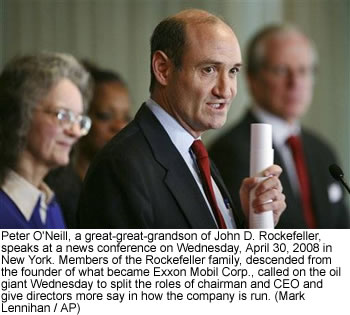 Peter O'Neill, a great-great-grandson of John D. Rockefeller,
speaks at a news conference on Wednesday, April 30, 2008 in
New York. Members of the Rockefeller family, descended from
the founder of what became Exxon Mobil Corp., called on the oil
giant Wednesday to split the roles of chairman and CEO and
give directors more say in how the company is run. (Mark
Lennihan / AP)